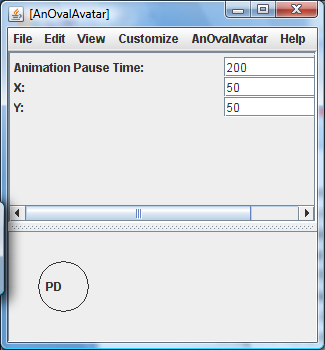 [AnOvalAvatar]
File Edit View Customize AnOvalAvatar Help
Animation Pause Time: 200
X: 50
Y: 50
PD